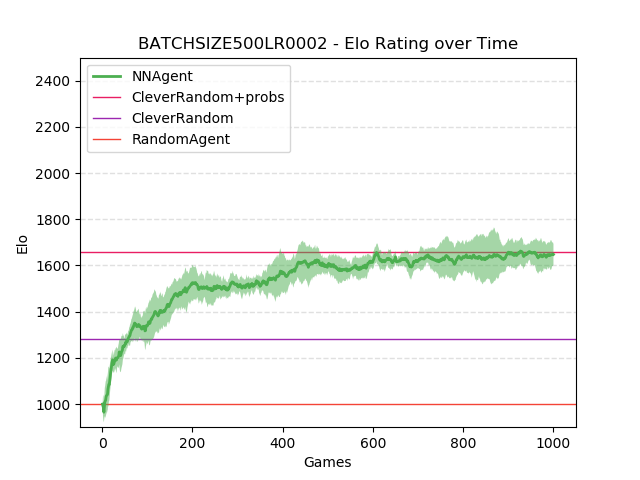 BATCHSIZE500LR0002 - Elo Rating over Time
NNAgent
CleverRandom+probs
CleverRandom
RandomAgent
2400
2200
2000
1800
1600
1400
1200
1000
Elo
0 200 400 600 800 1000
Games